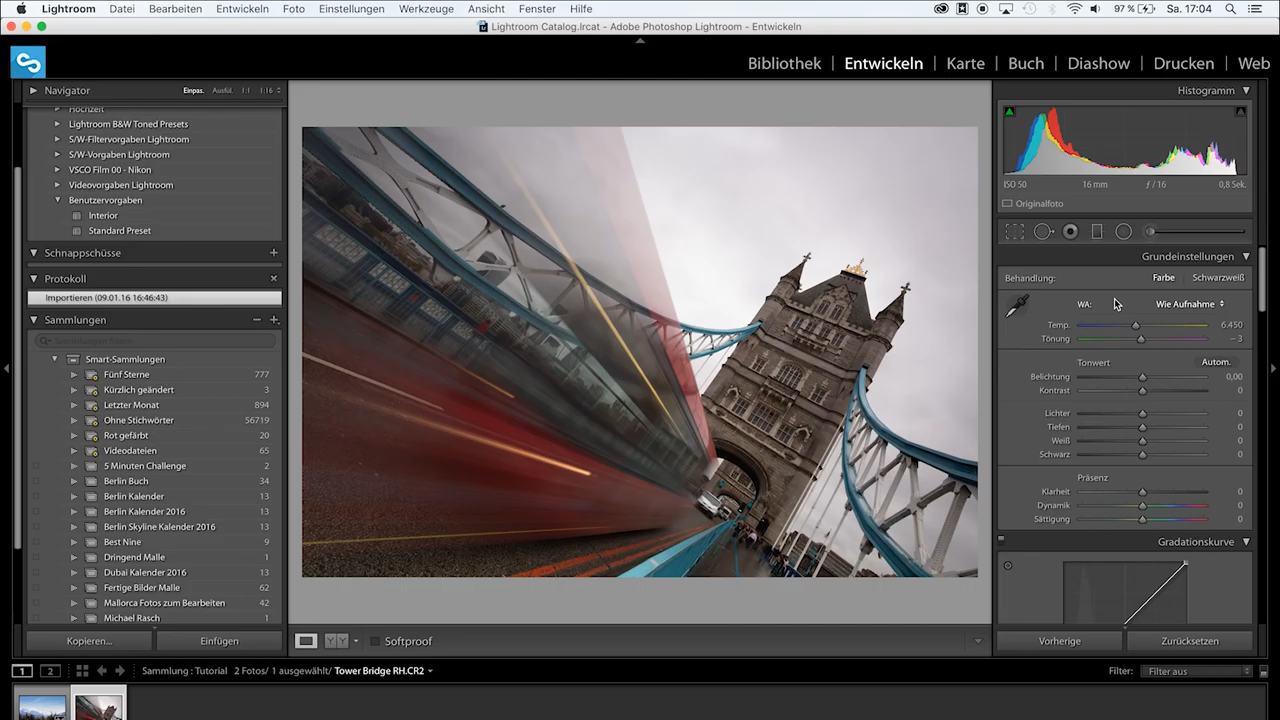 Lightroom Datei Bearbeiten Entwickeln Foto Einstellungen Werkzeuge Ansicht Fenster Hilfe 97 % Sa. 17:04
Lightroom Catalog.lrcat - Adobe Photoshop Lightroom - Entwickeln
Bibliothek | Entwickeln | Karte | Buch | Diashow | Drucken | Web
Navigator Einpas. Ausfül. 1:1 1:16
Hochzeit
Lightroom B&W Toned Presets
S/W-Filtervorgaben Lightroom
S/W-Vorgaben Lightroom
VSCO Film 00 - Nikon
Videovorgaben Lightroom
Benutzervorgaben
Interior
Standard Preset
Schnappschüsse
Protokoll
Importieren (09.01.16 16:46:43)
Sammlungen
Smart-Sammlungen
Fünf Sterne 777
Kürzlich geändert 3
Letzter Monat 894
Ohne Stichwörter 56719
Rot gefärbt 20
Videodateien 65
5 Minuten Challenge 2
Berlin Buch 34
Berlin Kalender 13
Berlin Kalender 2016 13
Berlin Skyline Kalender 2016 13
Best Nine 9
Dringend Malle 1
Dubai Kalender 2016 13
Fertige Bilder Malle 62
Mallorca Fotos zum Bearbeiten 42
Michael Rasch 1
Kopieren... Einfügen
Softproof
Histogramm
ISO 50 16 mm ƒ / 16 0,8 Sek.
Originalfoto
Grundeinstellungen
Behandlung: Farbe Schwarzweiß
WA: Wie Aufnahme
Temp. 6.450
Tönung − 3
Tonwert Autom.
Belichtung 0,00
Kontrast 0
Lichter 0
Tiefen 0
Weiß 0
Schwarz 0
Präsenz
Klarheit 0
Dynamik 0
Sättigung 0
Gradationskurve
Vorherige Zurücksetzen
1 2 Sammlung : Tutorial 2 Fotos/ 1 ausgewählt/ Tower Bridge RH.CR2 Filter: Filter aus